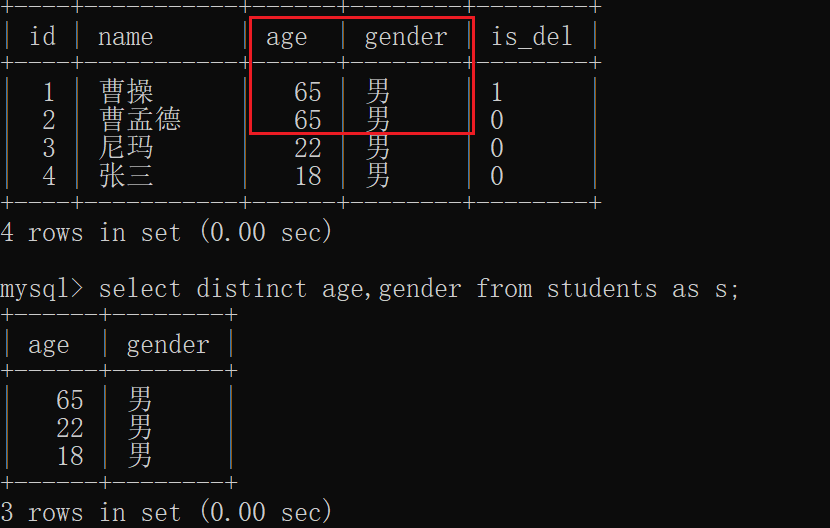 | id | name | age | gender | is_del |
| 1 | 曹操 | 65 | 男 | 1 |
| 2 | 曹孟德 | 65 | 男 | 0 |
| 3 | 尼玛 | 22 | 男 | 0 |
| 4 | 张三 | 18 | 男 | 0 |
4 rows in set (0.00 sec)
mysql> select distinct age,gender from students as s;
| age | gender |
| 65 | 男 |
| 22 | 男 |
| 18 | 男 |
3 rows in set (0.00 sec)